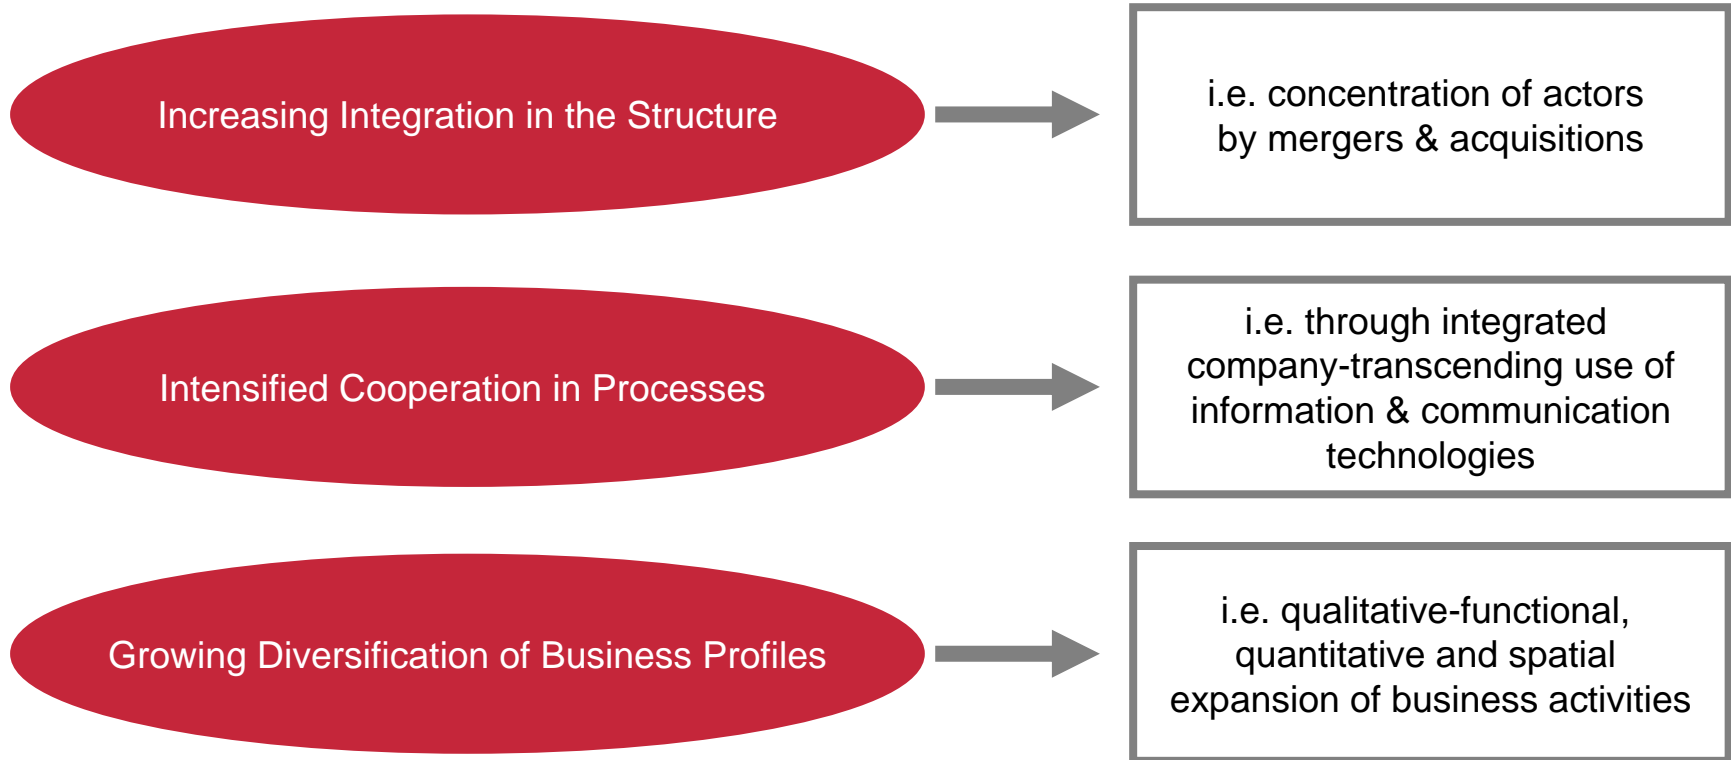 Increasing Integration in the Structure
i.e. concentration of actors
by mergers & acquisitions
Intensified Cooperation in Processes
i.e. through integrated
company-transcending use of
information & communication
technologies
Growing Diversification of Business Profiles
i.e. qualitative-functional,
quantitative and spatial
expansion of business activities